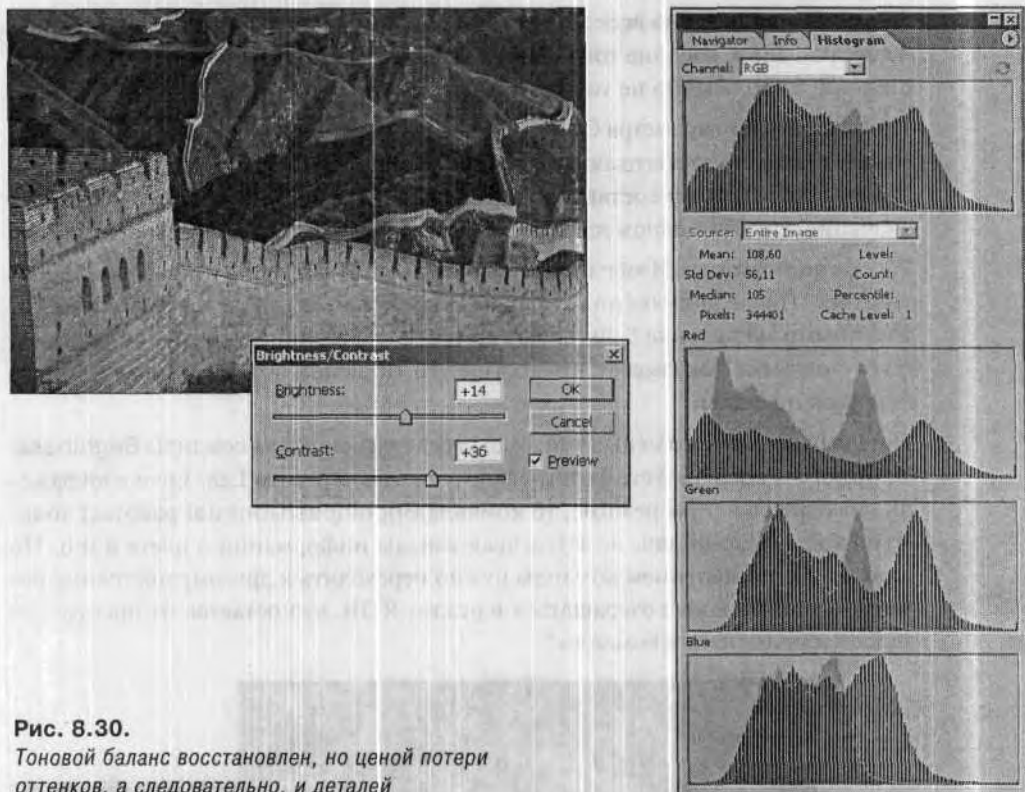 Navigator Info Histogram
Channel: RGB
Source: Entire Image
Mean: 108,60 Level:
Std Dev: 56,11 Count:
Median: 105 Percentile:
Pixels: 344401 Cache Level: 1
Red
Green
Blue
Brightness/Contrast
Brightness: +14 OK
Cancel
Contrast: +36 Preview
Рис. 8.30.
Тоновой баланс восстановлен, но ценой потери
оттенков, а следовательно, и деталей